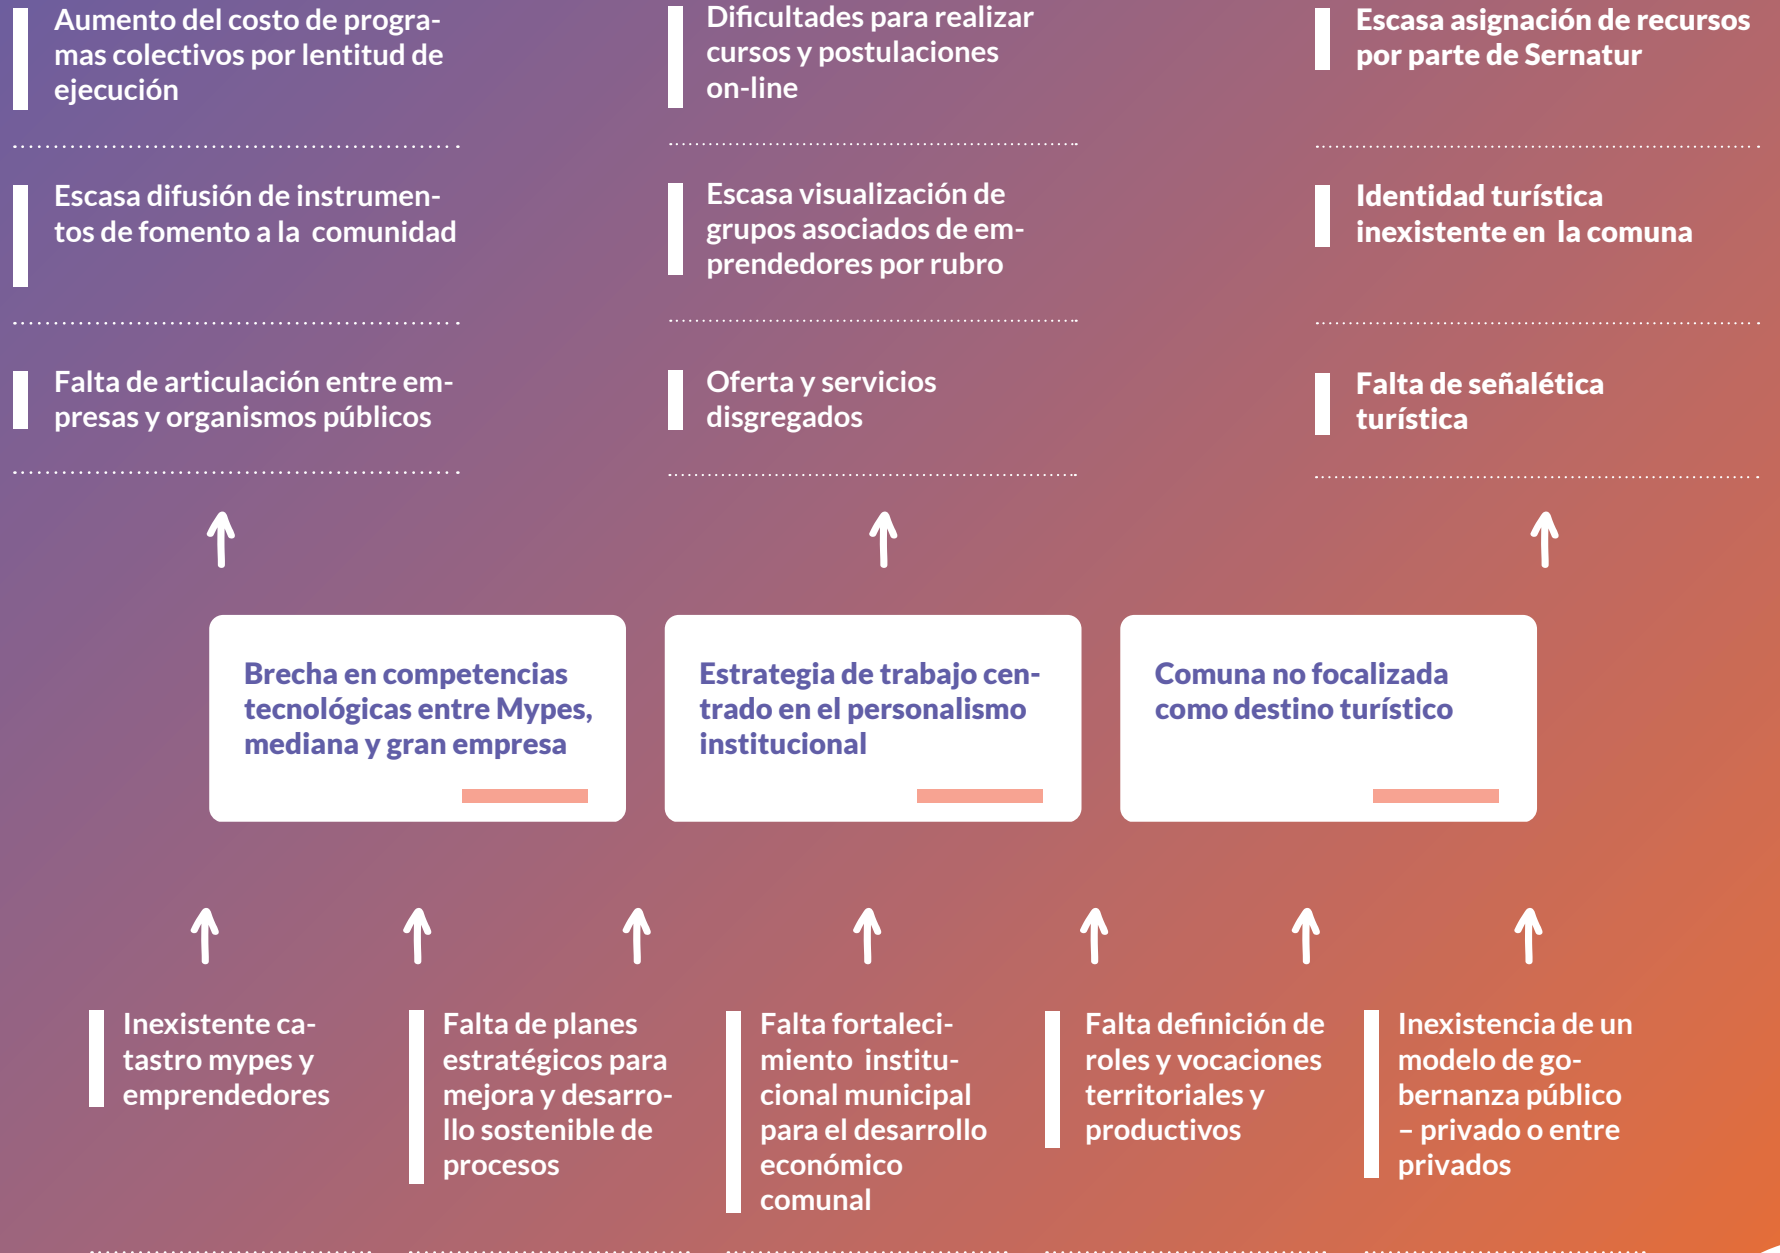 Aumento del costo de progra-
mas colectivos por lentitud de
ejecución
Escasa difusión de instrumen-
tos de fomento a la comunidad
Falta de articulación entre em-
presas y organismos públicos
Dificultades para realizar
cursos y postulaciones
on-line
Escasa visualización de
grupos asociados de em-
prendedores por rubro
Oferta y servicios
disgregados
Escasa asignación de recursos
por parte de Sernatur
Identidad turística
inexistente en la comuna
Falta de señalética
turística
Brecha en competencias
tecnológicas entre Mypes,
mediana y gran empresa
Estrategia de trabajo cen-
trado en el personalismo
institucional
Comuna no focalizada
como destino turístico
Inexistente ca-
tastro mypes y
emprendedores
Falta de planes
estratégicos para
mejora y desarro-
llo sostenible de
procesos
Falta fortaleci-
miento institu-
cional municipal
para el desarrollo
económico
comunal
Falta definición de
roles y vocaciones
territoriales y
productivos
Inexistencia de un
modelo de go-
bernanza público
– privado o entre
privados